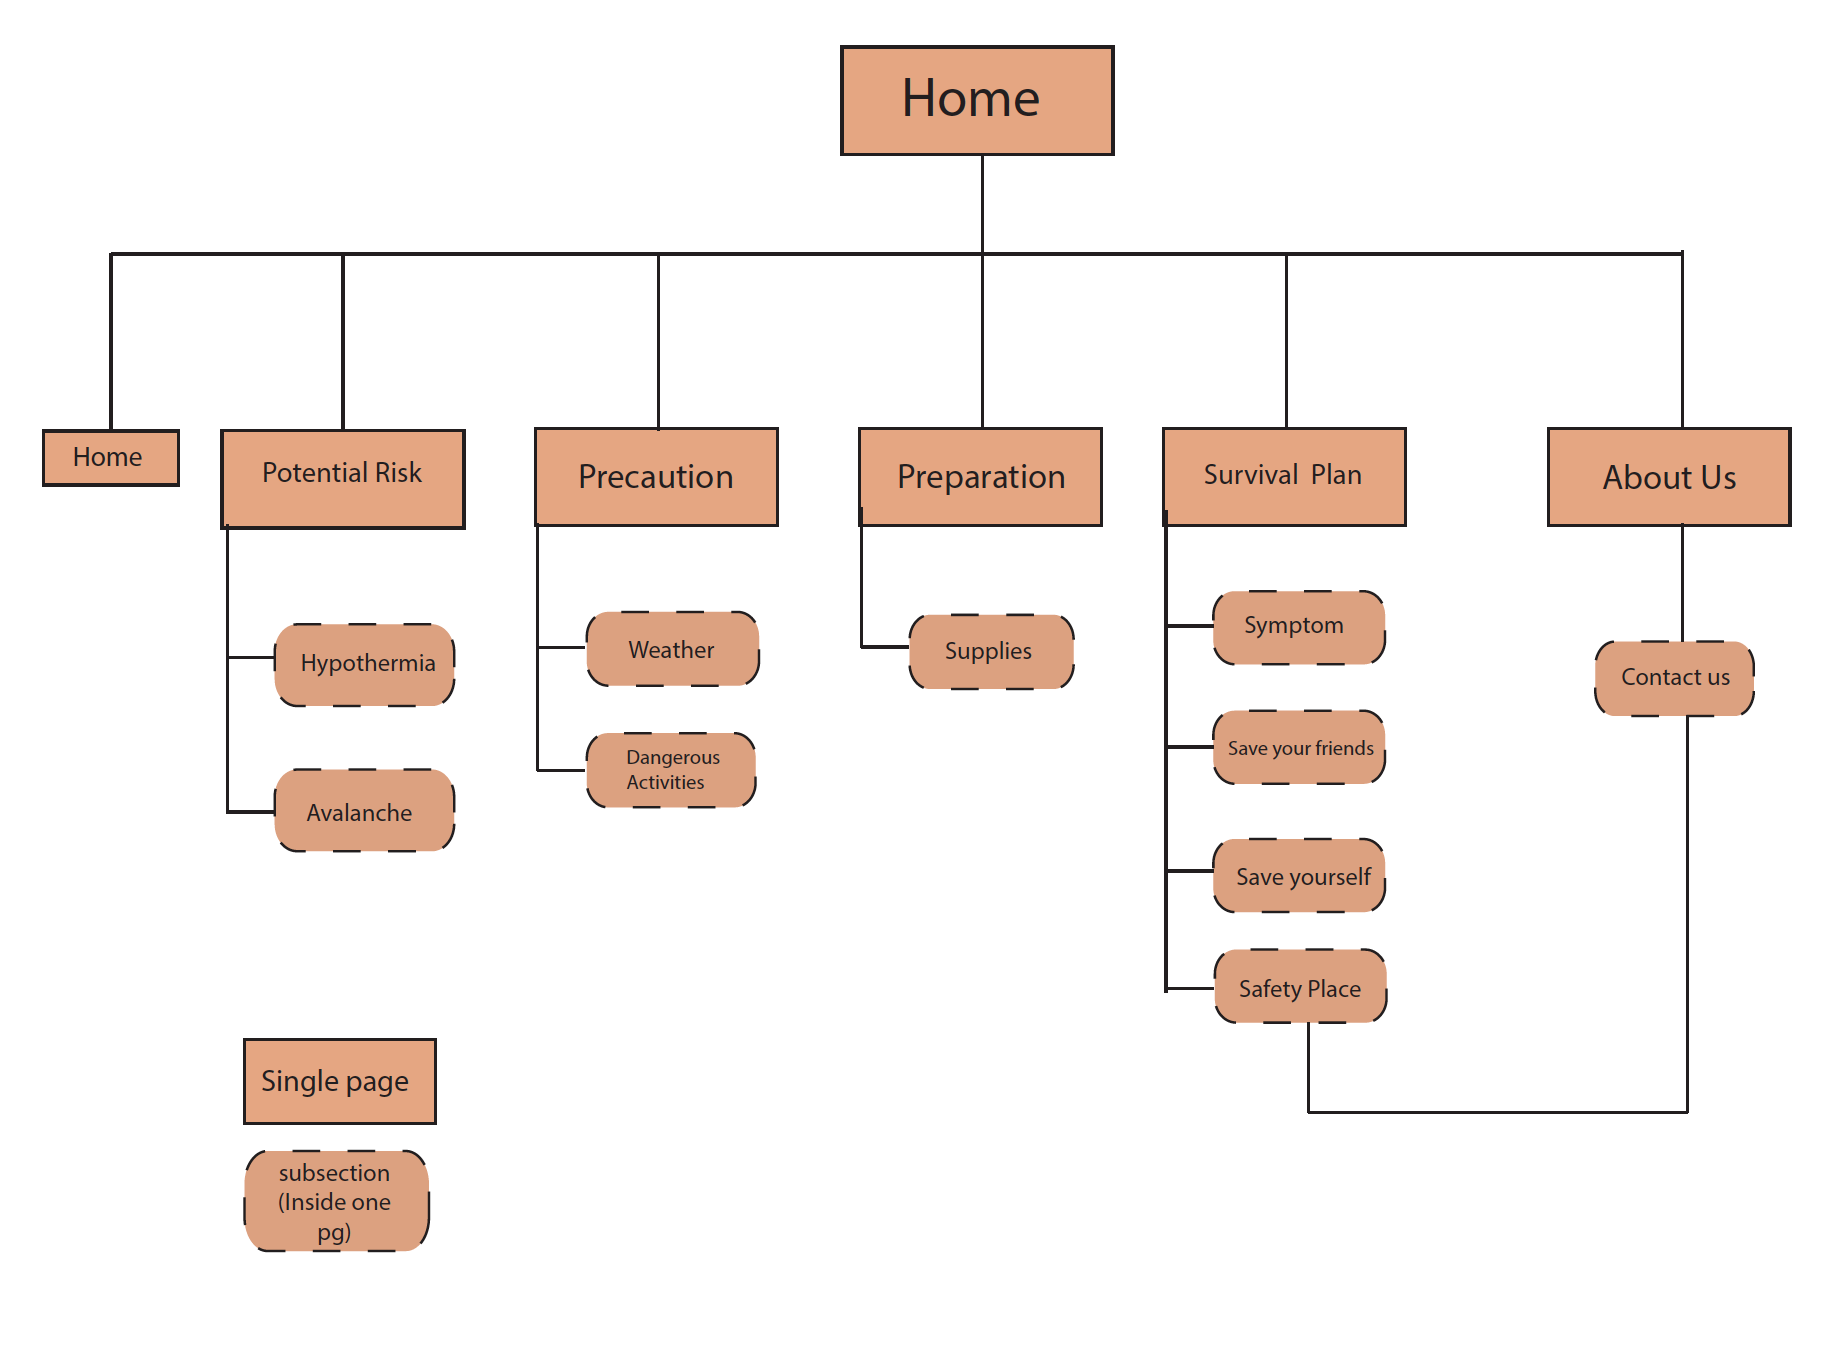 Home
Home
Potential Risk
Precaution
Preparation
Survival Plan
About Us
Hypothermia
Avalanche
Weather
Dangerous
Activities
Supplies
Symptom
Save your friends
Save yourself
Safety Place
Contact us
Single page
subsection
(Inside one
pg)